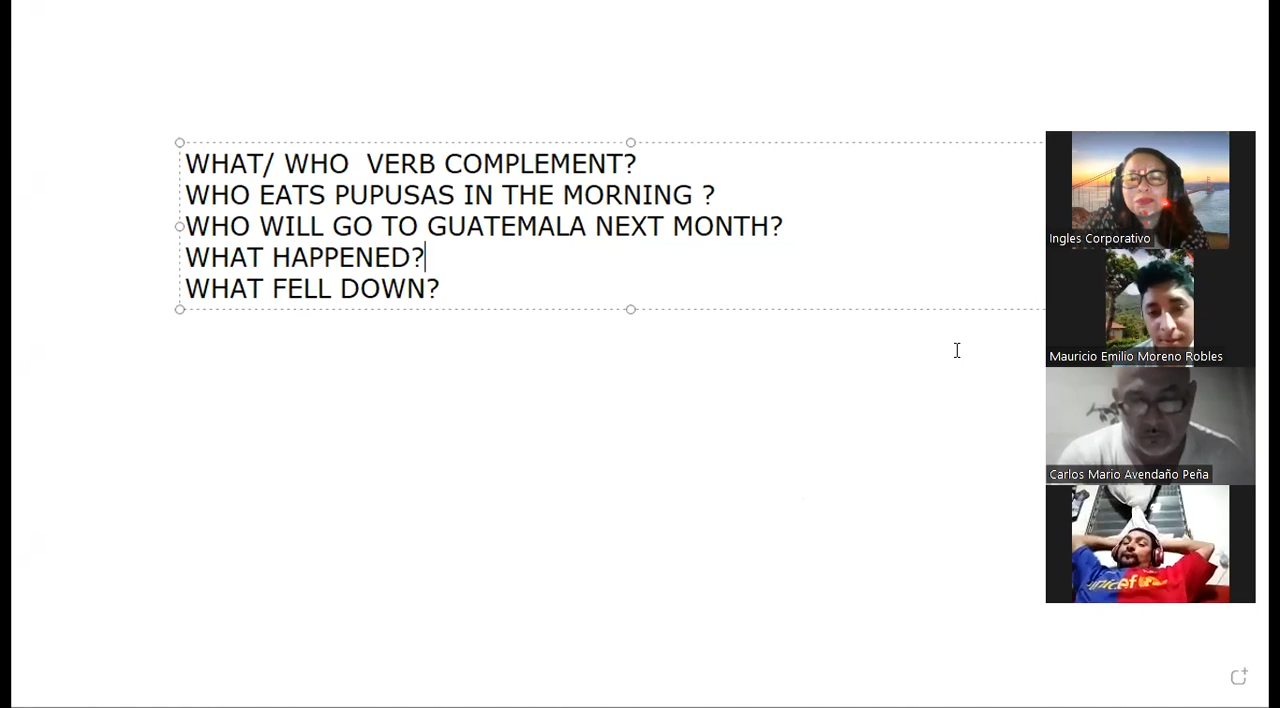 WHAT/ WHO  VERB COMPLEMENT?
WHO EATS PUPUSAS IN THE MORNING ?
WHO WILL GO TO GUATEMALA NEXT MONTH?
WHAT HAPPENED?
WHAT FELL DOWN?
Ingles Corporativo
Mauricio Emilio Moreno Robles
Carlos Mario Avendaño Peña
unicef